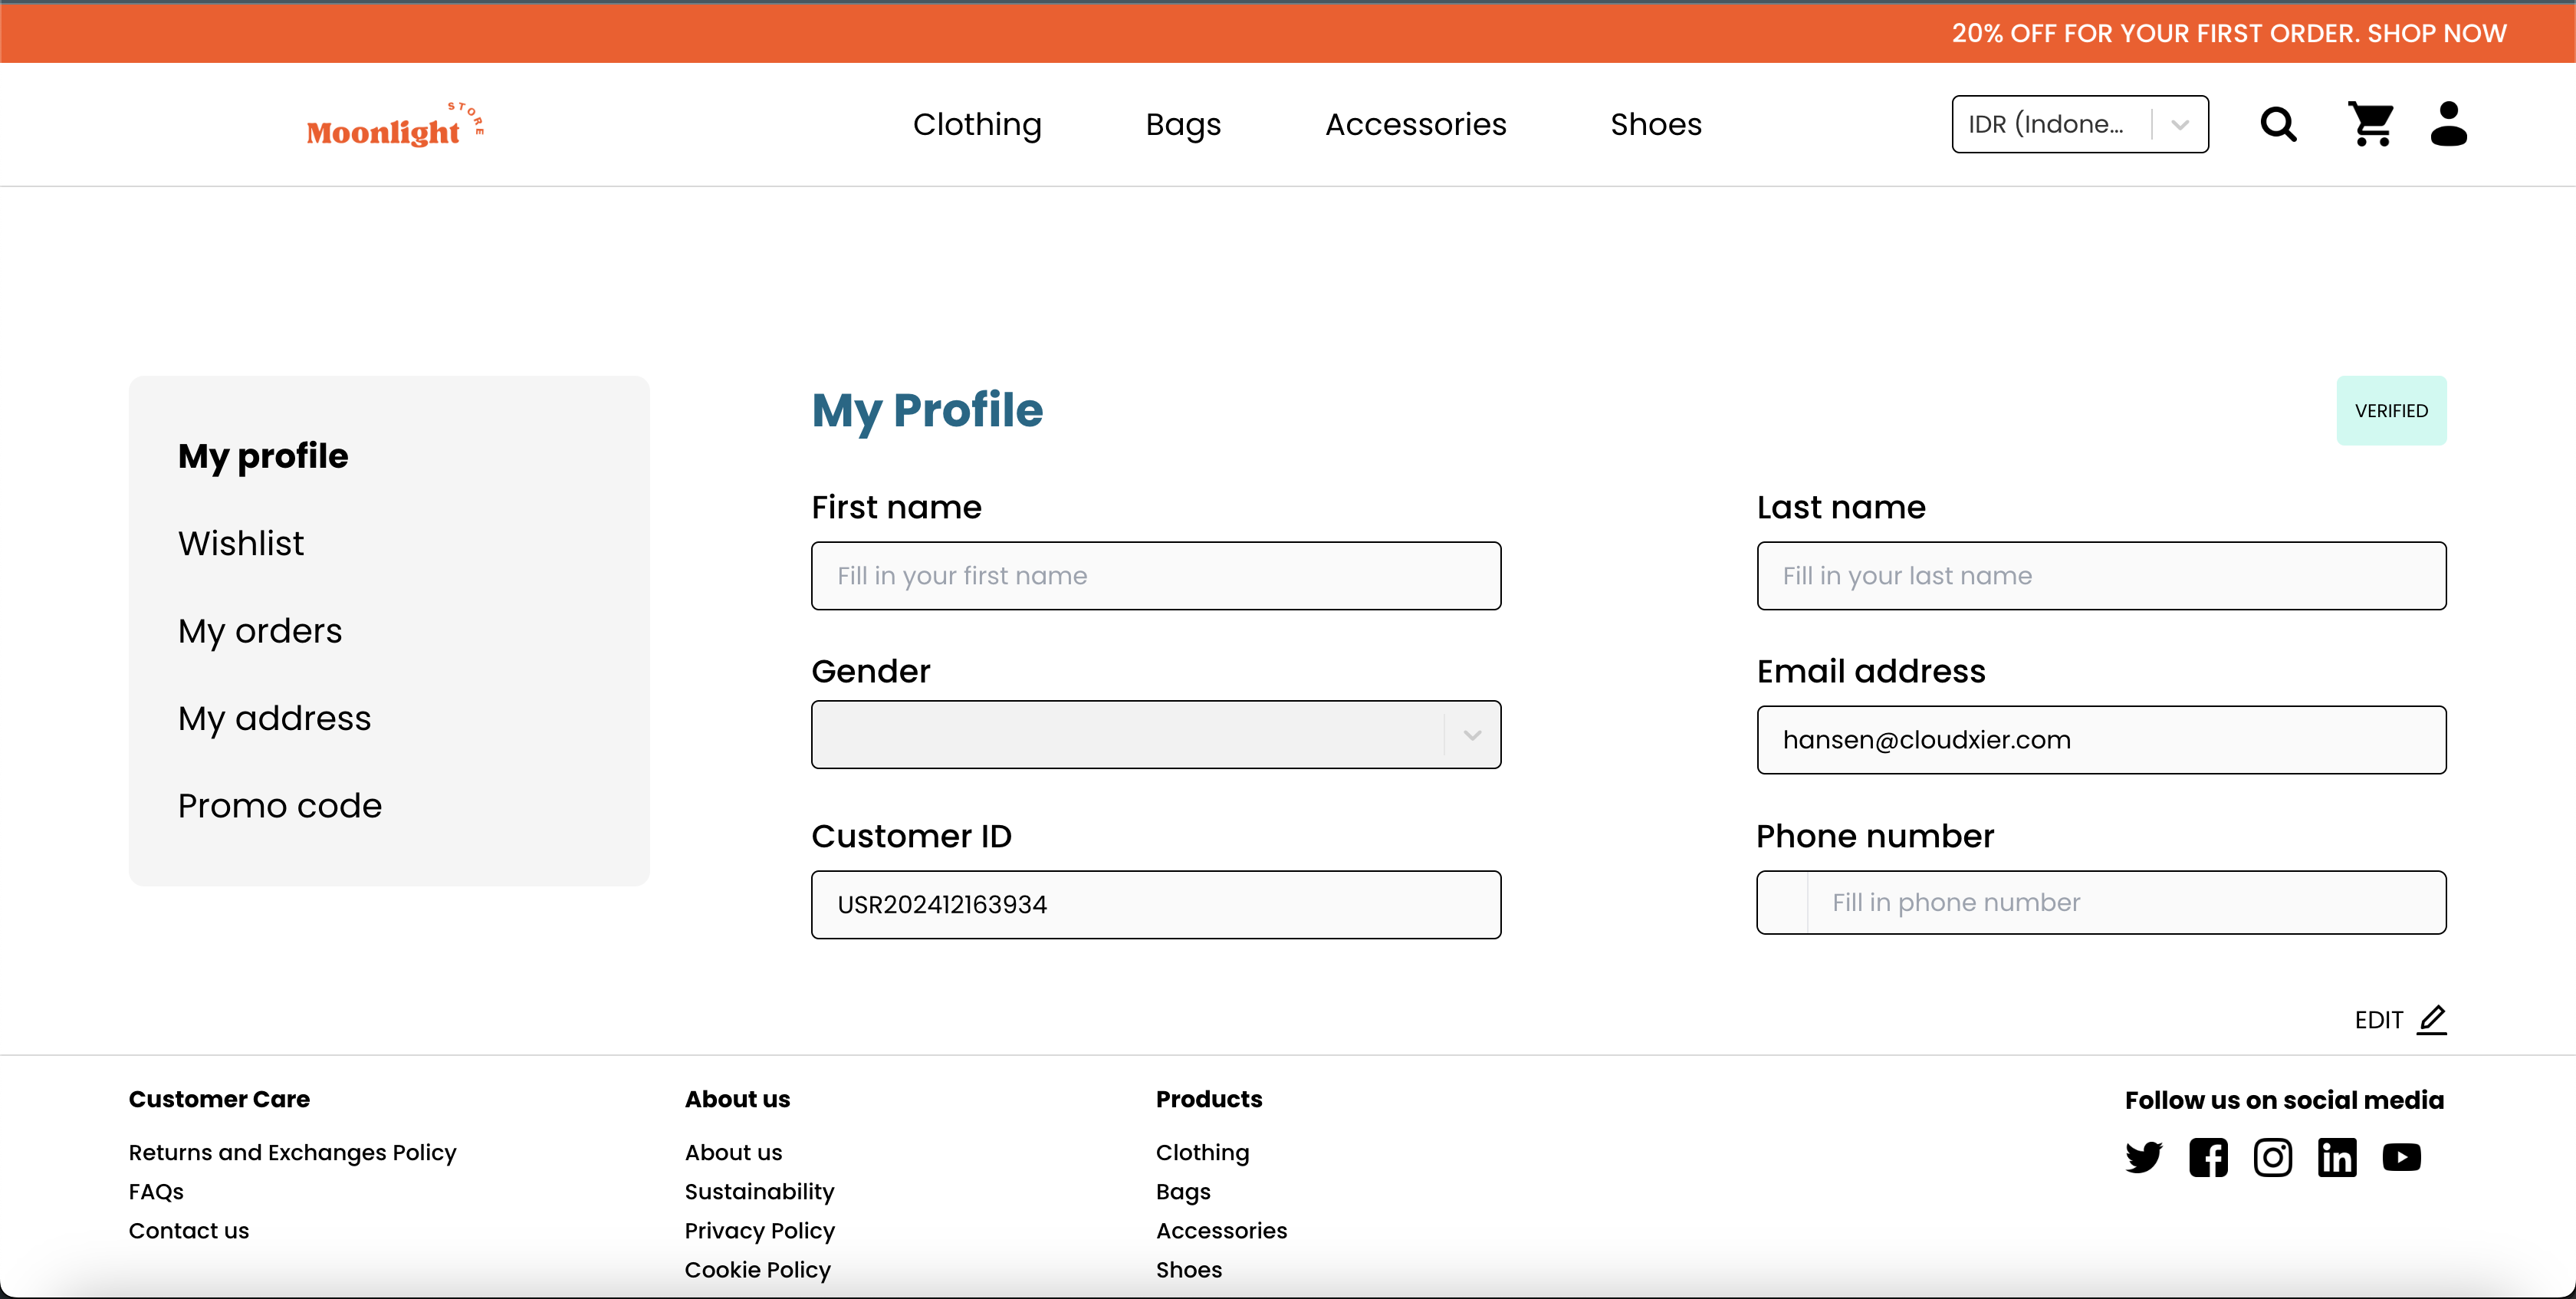 20% OFF FOR YOUR FIRST ORDER. SHOP NOW
Moonlight STORE
Clothing
Bags
Accessories
Shoes
IDR (Indone...
My profile
Wishlist
My orders
My address
Promo code
My Profile
VERIFIED
First name
Fill in your first name
Last name
Fill in your last name
Gender
Email address
hansen@cloudxier.com
Customer ID
USR202412163934
Phone number
Fill in phone number
EDIT
Customer Care
Returns and Exchanges Policy
FAQs
Contact us
About us
About us
Sustainability
Privacy Policy
Cookie Policy
Products
Clothing
Bags
Accessories
Shoes
Follow us on social media